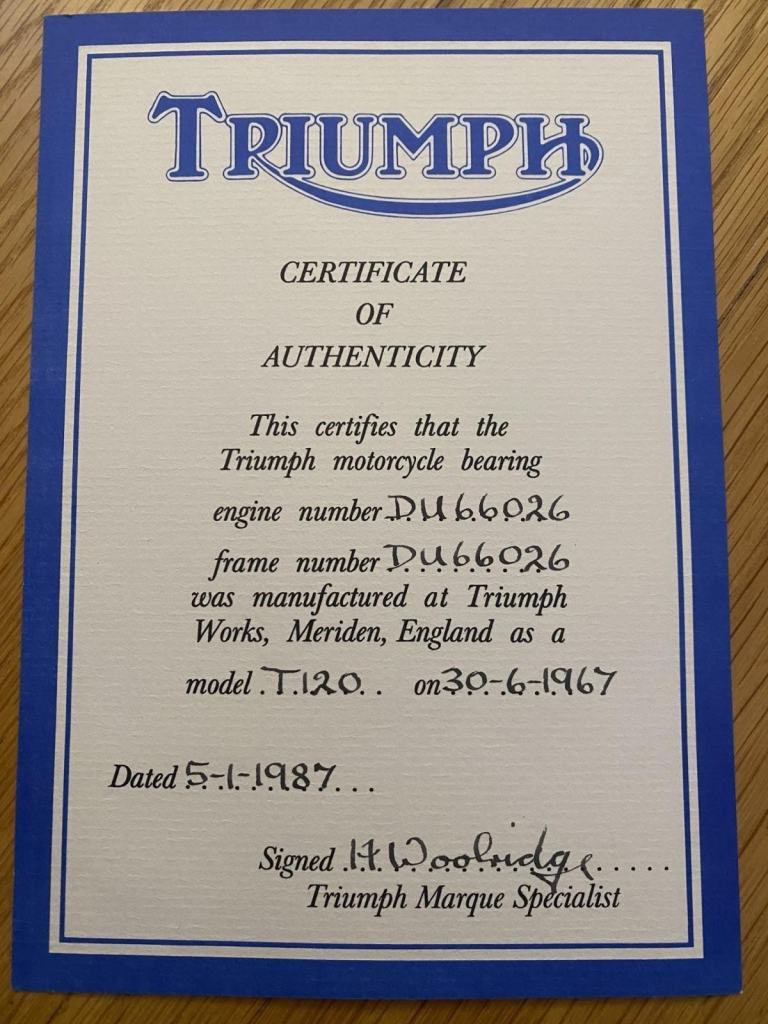 TRIUMPH
CERTIFICATE
OF
AUTHENTICITY
This certifies that the
Triumph motorcycle bearing
engine number DU66026
frame number DU66026
was manufactured at Triumph
Works, Meriden, England as a
model .T.120. . on 30-6-1967
Dated 5-1-1987...
Signed .H.Woolridge.....
Triumph Marque Specialist